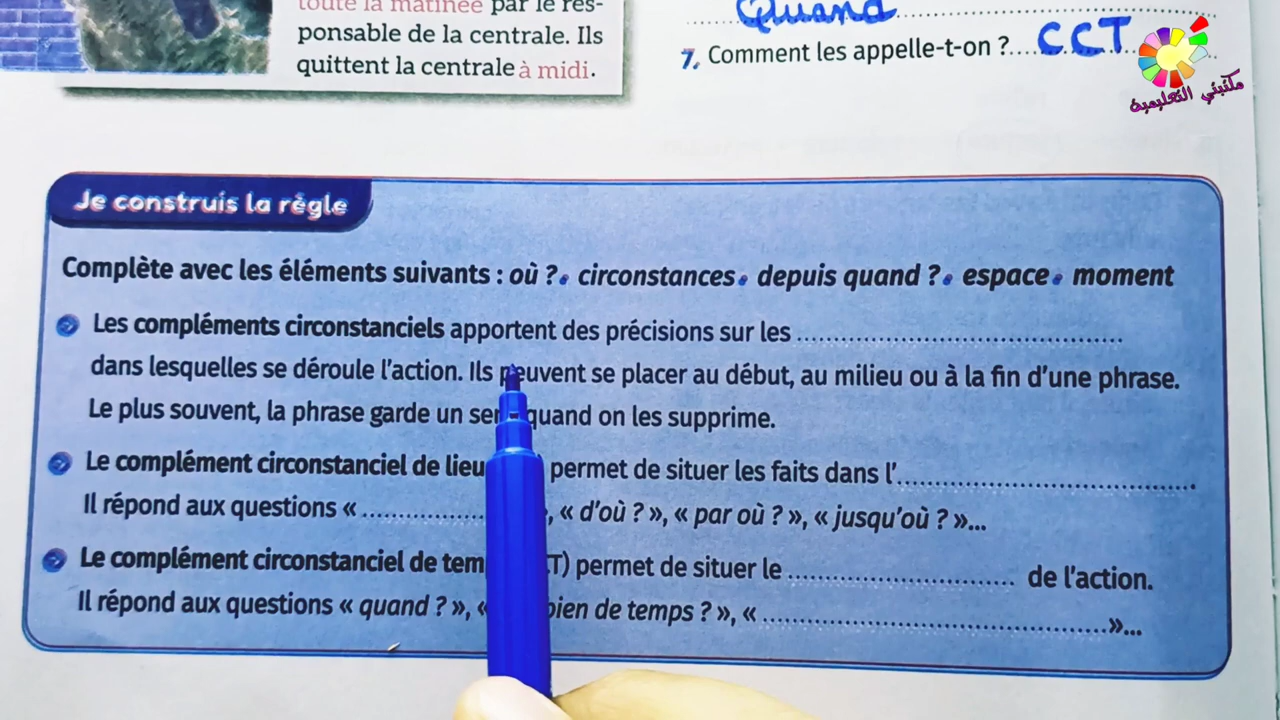 toute la matinée par le res-
ponsable de la centrale. Ils
quittent la centrale à midi.
Quand
7. Comment les appelle-t-on ?....C.C.T...
مكتبتي التعليمية
Je construis la règle
Complète avec les éléments suivants : où ?• circonstances• depuis quand ?• espace• moment
Les compléments circonstanciels apportent des précisions sur les ....................
dans lesquelles se déroule l'action. Ils peuvent se placer au début, au milieu ou à la fin d'une phrase.
Le plus souvent, la phrase garde un sens quand on les supprime.
Le complément circonstanciel de lieu permet de situer les faits dans l'....................
Il répond aux questions « .................... », « d'où ? », « par où ? », « jusqu'où ? »...
Le complément circonstanciel de tem T) permet de situer le .................... de l'action.
Il répond aux questions « quand ? », « bien de temps ? », « .................... »...